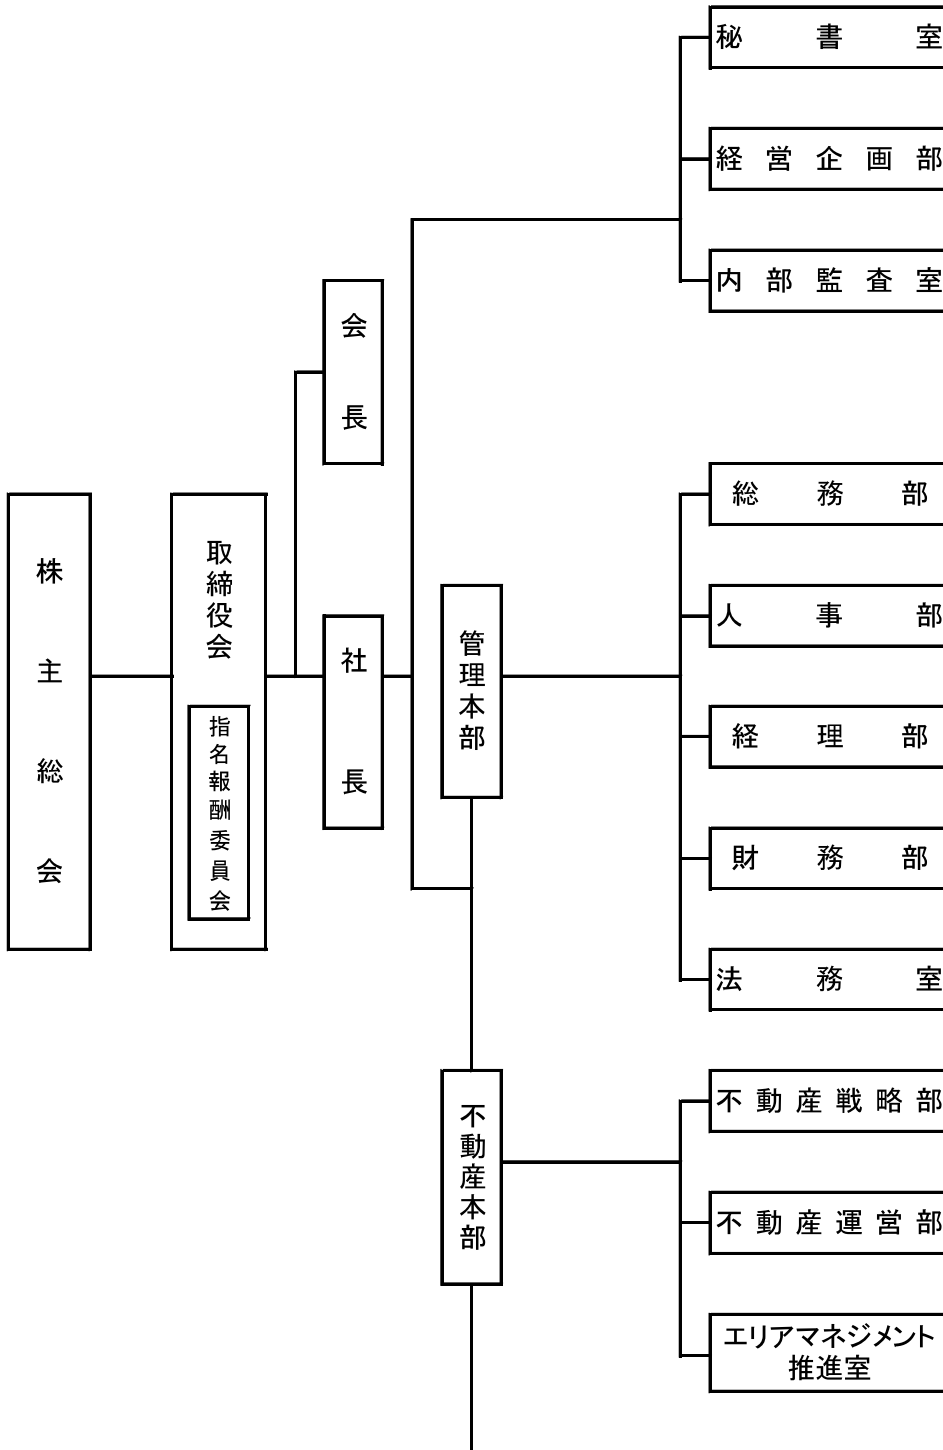 株主総会
取締役会
指名報酬委員会
会長
社長
秘書室
経営企画部
内部監査室
管理本部
総務部
人事部
経理部
財務部
法務室
不動産本部
不動産戦略部
不動産運営部
エリアマネジメント
推進室